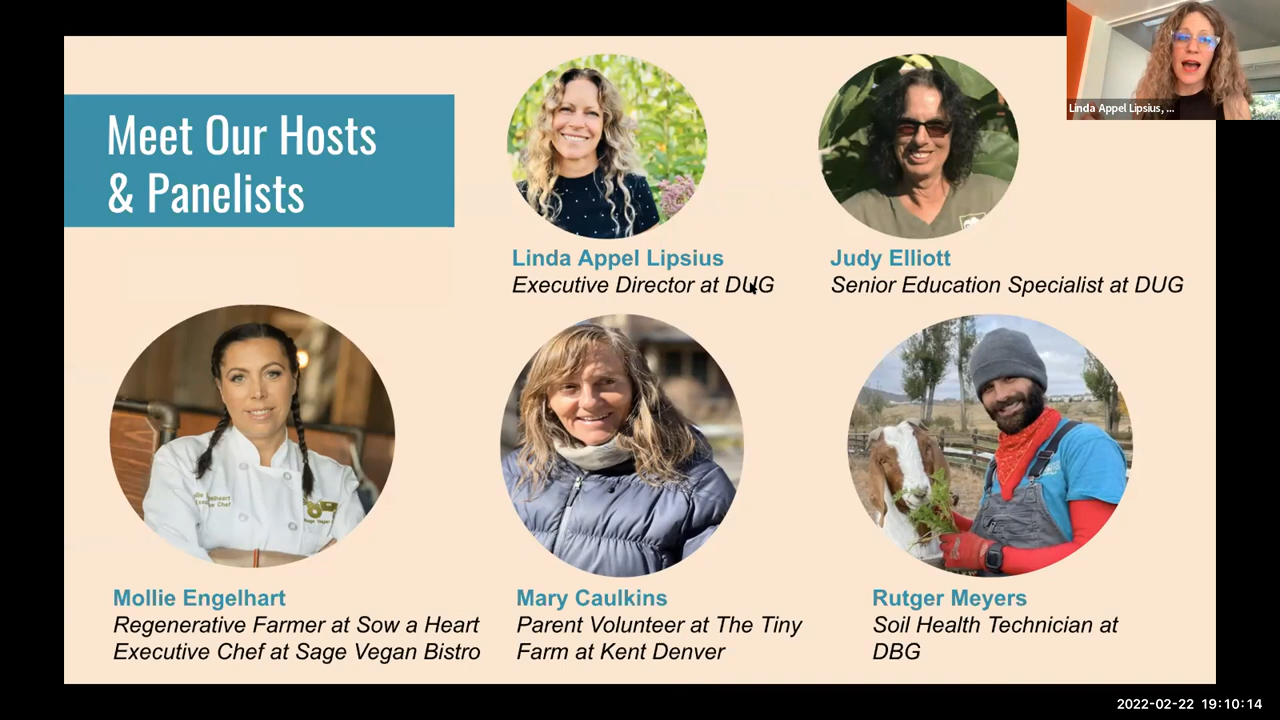 Meet Our Hosts
& Panelists
Linda Appel Lipsius, ...
Linda Appel Lipsius
Executive Director at DUG
Judy Elliott
Senior Education Specialist at DUG
Mollie Engelhart
Regenerative Farmer at Sow a Heart
Executive Chef at Sage Vegan Bistro
Mary Caulkins
Parent Volunteer at The Tiny
Farm at Kent Denver
Rutger Meyers
Soil Health Technician at
DBG
2022-02-22 19:10:14